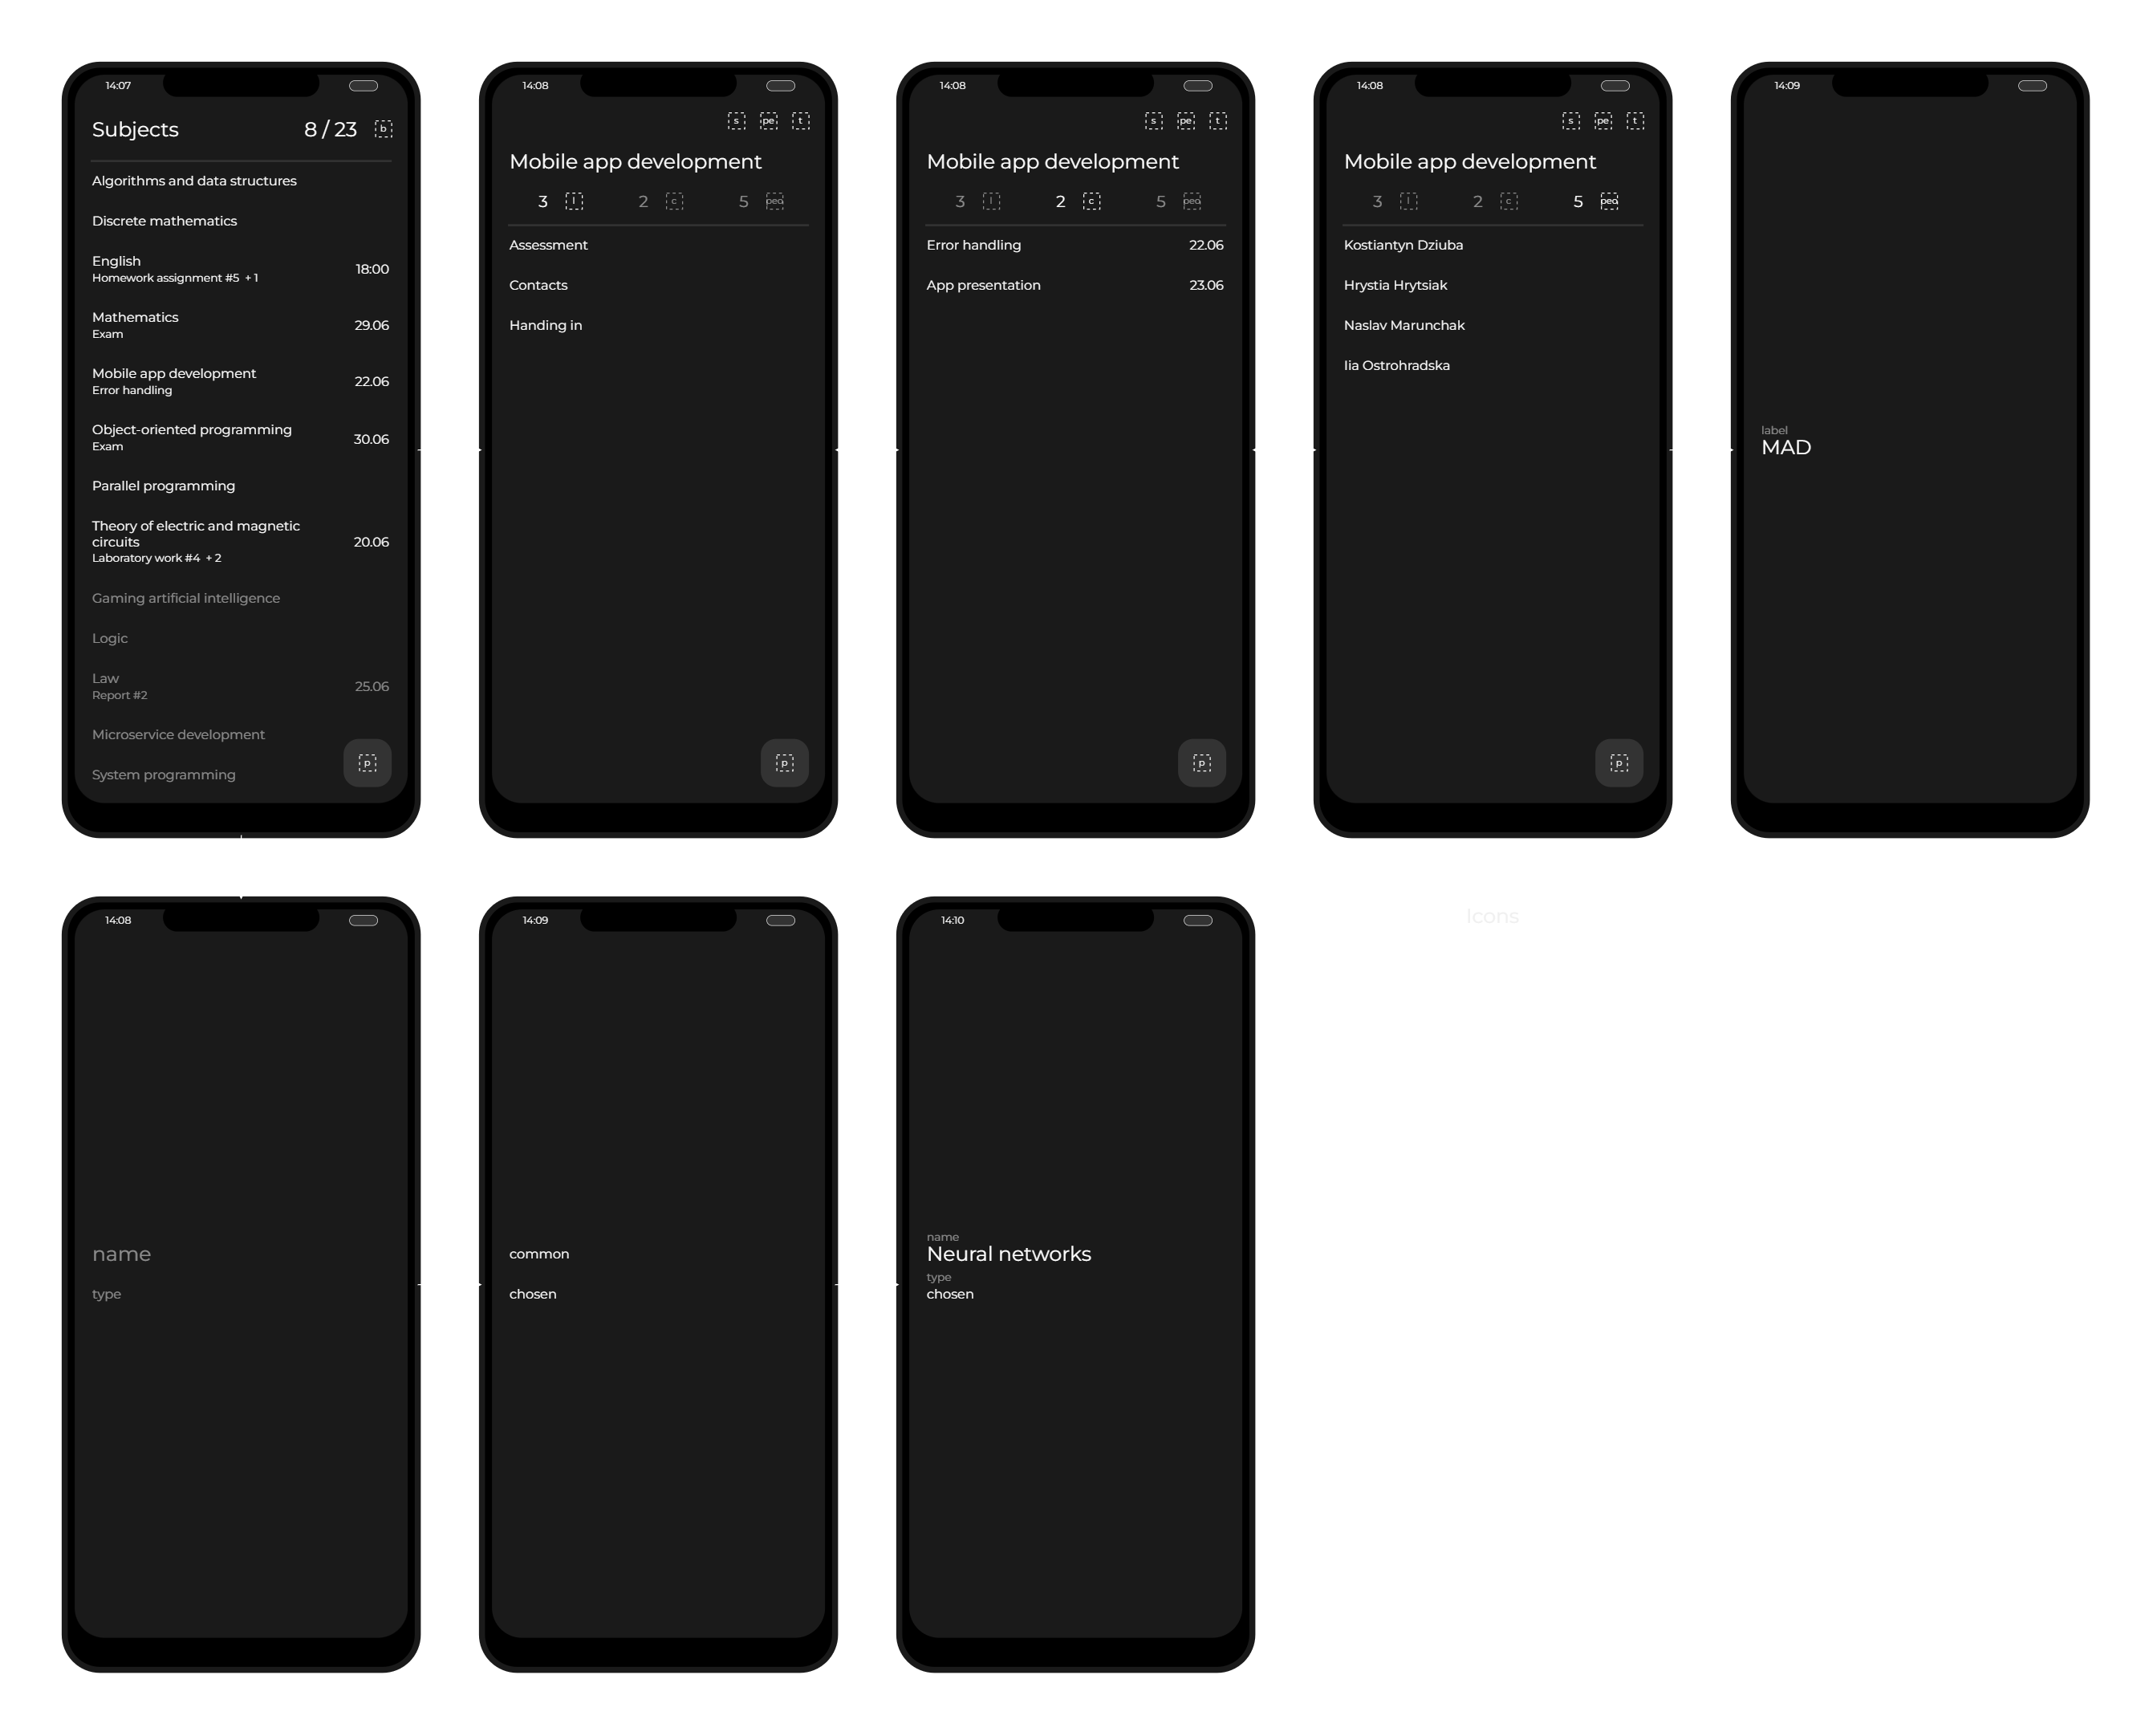 14:07
Subjects 8 / 23 b
Algorithms and data structures
Discrete mathematics
English
Homework assignment #5 + 1
18:00
Mathematics
Exam
29.06
Mobile app development
Error handling
22.06
Object-oriented programming
Exam
30.06
Parallel programming
Theory of electric and magnetic
circuits
Laboratory work #4 + 2
20.06
Gaming artificial intelligence
Logic
Law
Report #2
25.06
Microservice development
System programming
p
14:08
s pe t
Mobile app development
3 l 2 c 5 peo
Assessment
Contacts
Handing in
p
14:08
s pe t
Mobile app development
3 l 2 c 5 peo
Error handling 22.06
App presentation 23.06
p
14:08
s pe t
Mobile app development
3 l 2 c 5 peo
Kostiantyn Dziuba
Hrystia Hrytsiak
Naslav Marunchak
Iia Ostrohradska
p
14:09
label
MAD
14:08
name
type
14:09
common
chosen
14:10
name
Neural networks
type
chosen
Icons